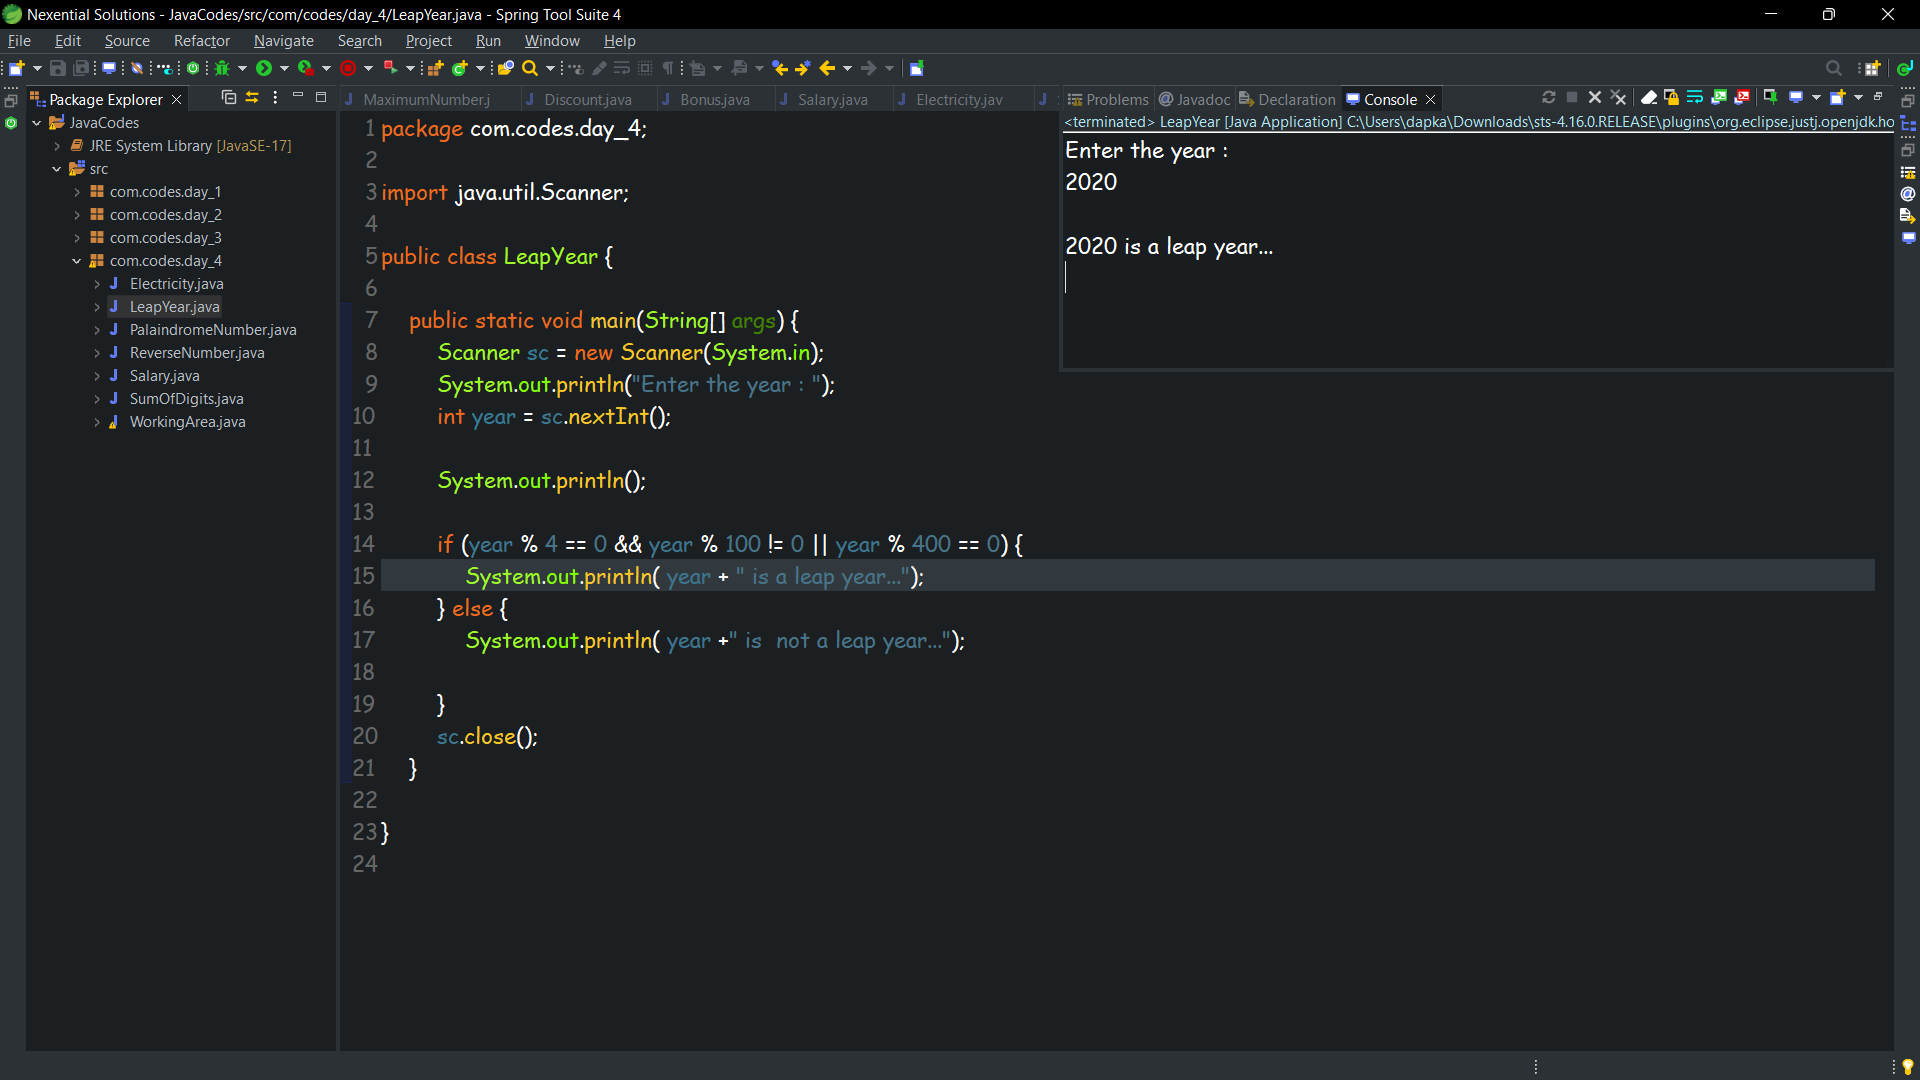 Nexential Solutions - JavaCodes/src/com/codes/day_4/LeapYear.java - Spring Tool Suite 4
File Edit Source Refactor Navigate Search Project Run Window Help
Package Explorer
JavaCodes
JRE System Library [JavaSE-17]
src
com.codes.day_1
com.codes.day_2
com.codes.day_3
com.codes.day_4
Electricity.java
LeapYear.java
PalaindromeNumber.java
ReverseNumber.java
Salary.java
SumOfDigits.java
WorkingArea.java
MaximumNumber.j Discount.java Bonus.java Salary.java Electricity.jav
1 package com.codes.day_4;
2
3 import java.util.Scanner;
4
5 public class LeapYear {
6
7 public static void main(String[] args) {
8 Scanner sc = new Scanner(System.in);
9 System.out.println("Enter the year : ");
10 int year = sc.nextInt();
11
12 System.out.println();
13
14 if (year % 4 == 0 && year % 100 != 0 || year % 400 == 0) {
15 System.out.println( year + " is a leap year...");
16 } else {
17 System.out.println( year +" is  not a leap year...");
18
19 }
20 sc.close();
21 }
22
23 }
24
Problems Javadoc Declaration Console
<terminated> LeapYear [Java Application] C:\Users\dapka\Downloads\sts-4.16.0.RELEASE\plugins\org.eclipse.justj.openjdk.ho
Enter the year :
2020
2020 is a leap year...